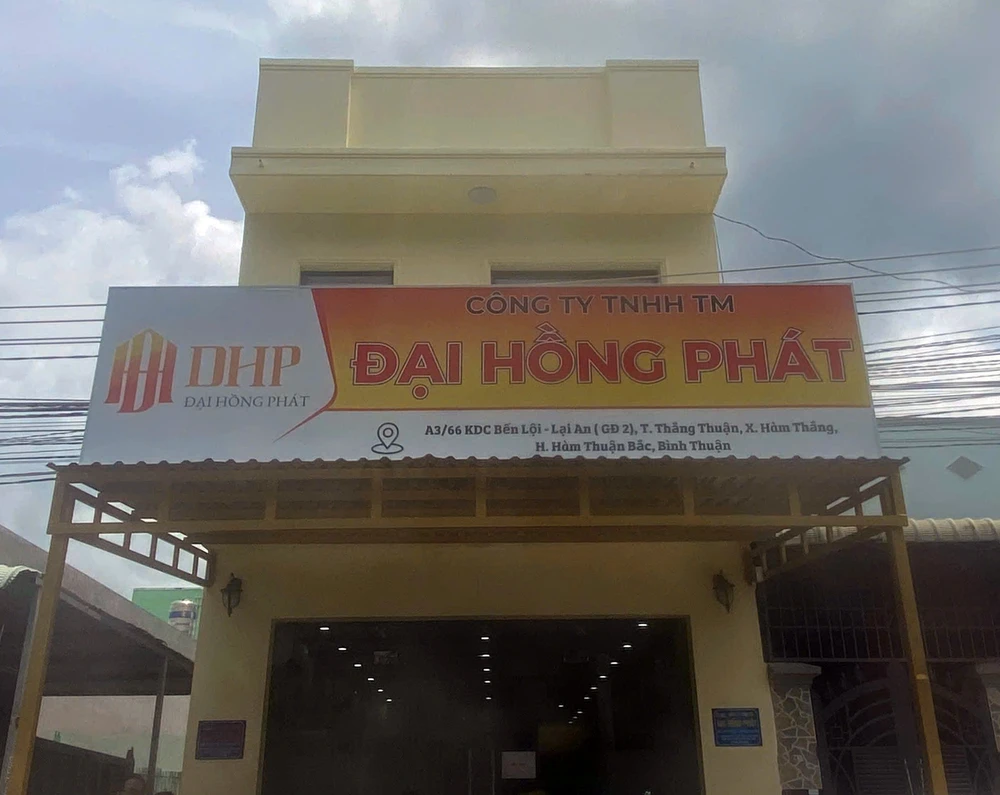 CÔNG TY TNHH TM
ĐẠI HỒNG PHÁT
DHP
ĐẠI HỒNG PHÁT
A3/66 KDC Bến Lội - Lại An ( GĐ 2), T. Thắng Thuận, X. Hàm Thắng,
H. Hàm Thuận Bắc, Bình Thuận